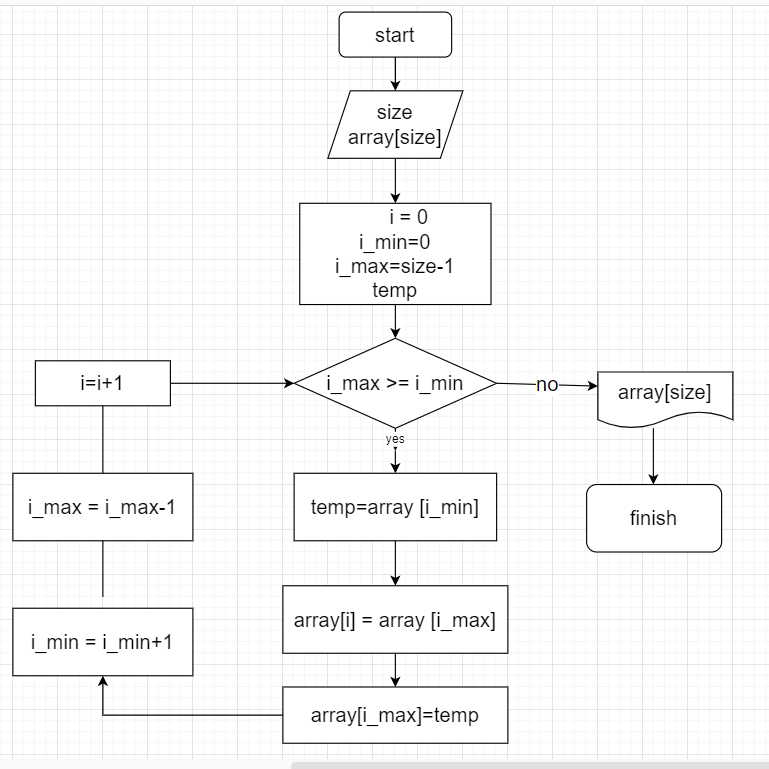 start
size
array[size]
i = 0
i_min=0
i_max=size-1
temp
i=i+1
i_max >= i_min
no
array[size]
yes
i_max = i_max-1
temp=array [i_min]
finish
array[i] = array [i_max]
i_min = i_min+1
array[i_max]=temp